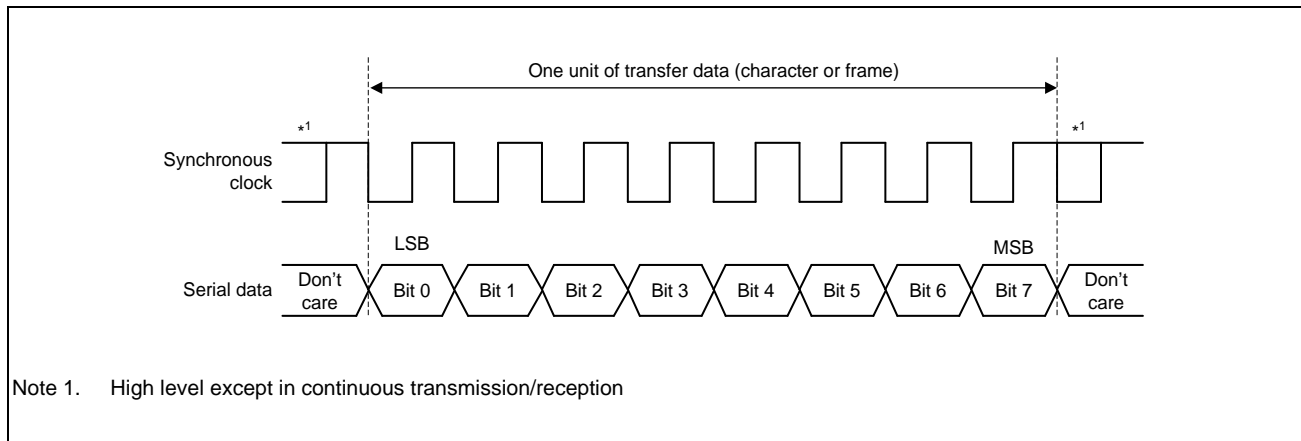 One unit of transfer data (character or frame)
*1
*1
Synchronous
clock
LSB
MSB
Serial data
Don't
care
Bit 0
Bit 1
Bit 2
Bit 3
Bit 4
Bit 5
Bit 6
Bit 7
Don't
care
Note 1. High level except in continuous transmission/reception